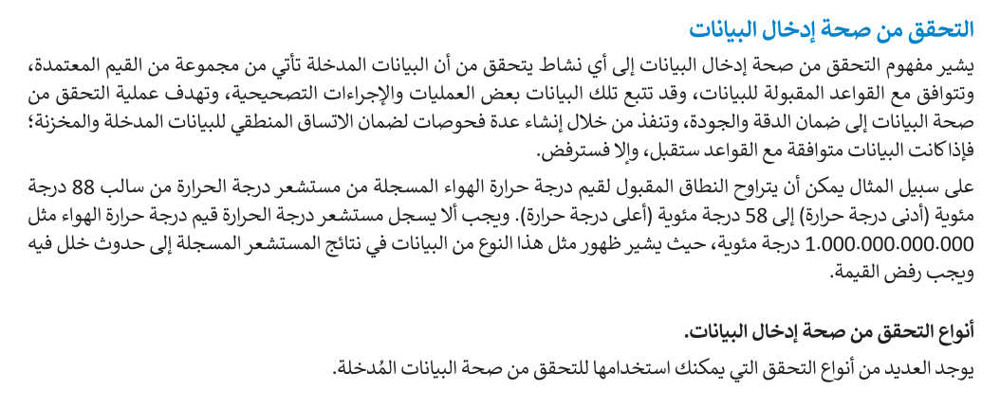 التحقق من صحة إدخال البيانات
يشير مفهوم التحقق من صحة إدخال البيانات إلى أي نشاط يتحقق من أن البيانات المدخلة تأتي من مجموعة من القيم المعتمدة،
وتتوافق مع القواعد المقبولة للبيانات، وقد تتبع تلك البيانات بعض العمليات والإجراءات التصحيحية، وتهدف عملية التحقق من
صحة البيانات إلى ضمان الدقة والجودة، وتنفذ من خلال إنشاء عدة فحوصات لضمان الاتساق المنطقي للبيانات المدخلة والمخزنة؛
فإذا كانت البيانات متوافقة مع القواعد ستقبل، وإلا فسترفض.
على سبيل المثال يمكن أن يتراوح النطاق المقبول لقيم درجة حرارة الهواء المسجلة من مستشعر درجة الحرارة من سالب 88 درجة
مئوية (أدنى درجة حرارة) إلى 58 درجة مئوية (أعلى درجة حرارة). ويجب ألا يسجل مستشعر درجة الحرارة قيم درجة حرارة الهواء مثل
1.000.000.000.000 درجة مئوية، حيث يشير ظهور مثل هذا النوع من البيانات في نتائج المستشعر المسجلة إلى حدوث خلل فيه
ويجب رفض القيمة.
أنواع التحقق من صحة إدخال البيانات.
يوجد العديد من أنواع التحقق التي يمكنك استخدامها للتحقق من صحة البيانات المُدخلة.